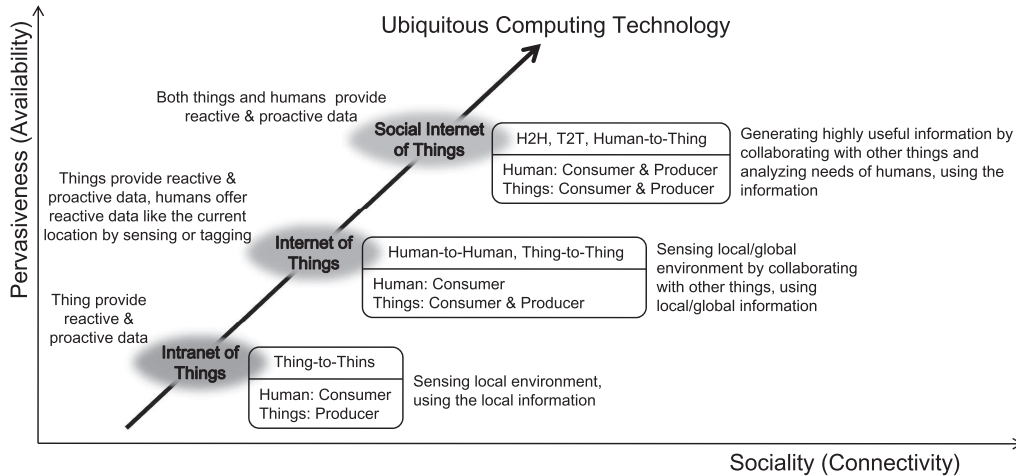 Ubiquitous Computing Technology
Pervasiveness (Availability)
Both things and humans provide
reactive & proactive data
Social Internet
of Things
H2H, T2T, Human-to-Thing
Human: Consumer & Producer
Things: Consumer & Producer
Generating highly useful information by
collaborating with other things and
analyzing needs of humans, using the
information
Things provide reactive &
proactive data, humans offer
reactive data like the current
location by sensing or tagging
Internet of
Things
Human-to-Human, Thing-to-Thing
Human: Consumer
Things: Consumer & Producer
Sensing local/global
environment by collaborating
with other things, using
local/global information
Thing provide
reactive &
proactive data
Intranet of
Things
Thing-to-Thins
Human: Consumer
Things: Producer
Sensing local environment,
using the local information
Sociality (Connectivity)